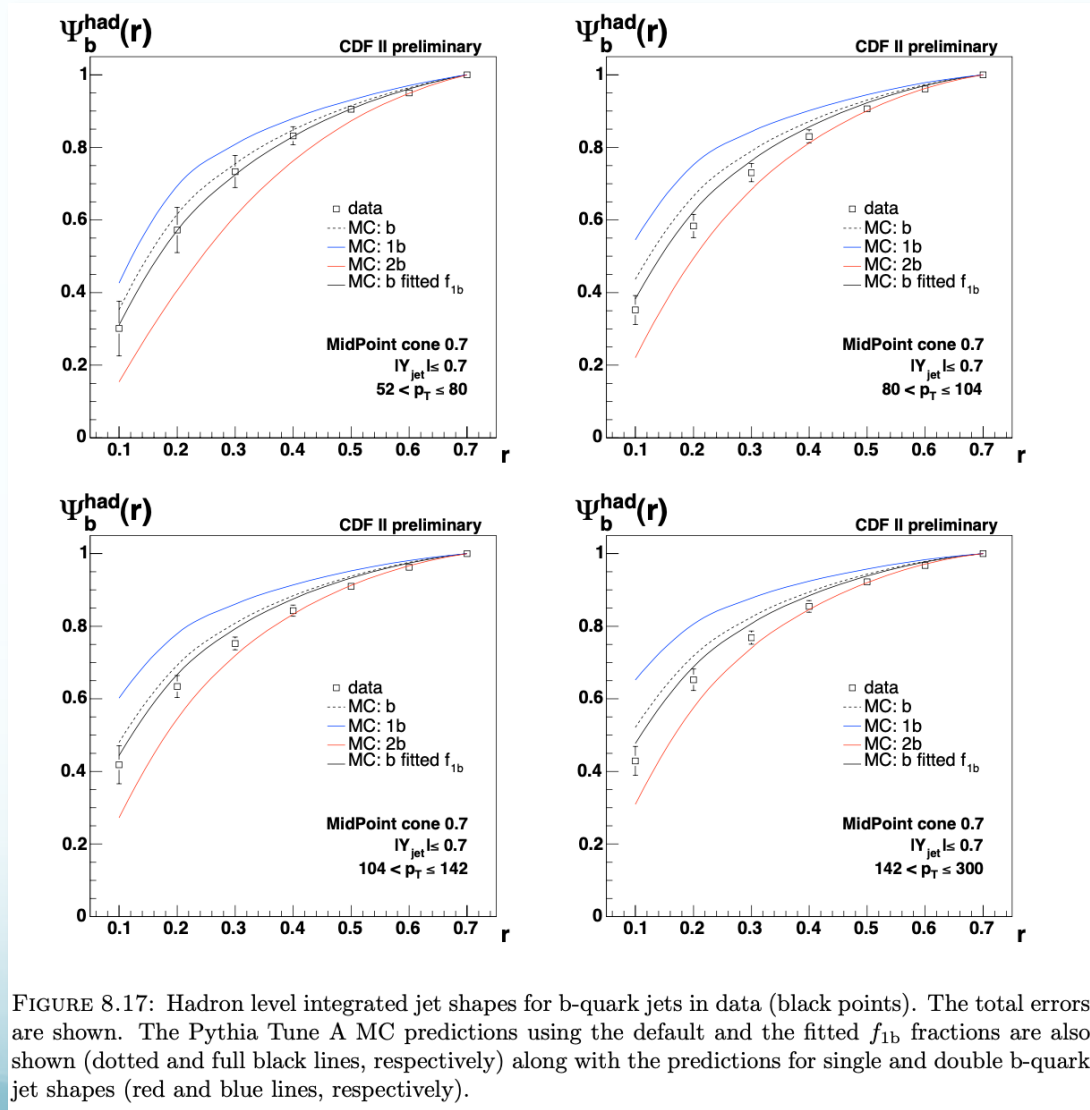 Ψ_b^had(r)
CDF II preliminary
1
0.8
0.6
0.4
0.2
0
data
MC: b
MC: 1b
MC: 2b
MC: b fitted f_1b
MidPoint cone 0.7
|Y_jet|≤ 0.7
52 < p_T ≤ 80
0.1 0.2 0.3 0.4 0.5 0.6 0.7
r
Ψ_b^had(r)
CDF II preliminary
1
0.8
0.6
0.4
0.2
0
data
MC: b
MC: 1b
MC: 2b
MC: b fitted f_1b
MidPoint cone 0.7
|Y_jet|≤ 0.7
80 < p_T ≤ 104
0.1 0.2 0.3 0.4 0.5 0.6 0.7
r
Ψ_b^had(r)
CDF II preliminary
1
0.8
0.6
0.4
0.2
0
data
MC: b
MC: 1b
MC: 2b
MC: b fitted f_1b
MidPoint cone 0.7
|Y_jet|≤ 0.7
104 < p_T ≤ 142
0.1 0.2 0.3 0.4 0.5 0.6 0.7
r
Ψ_b^had(r)
CDF II preliminary
1
0.8
0.6
0.4
0.2
0
data
MC: b
MC: 1b
MC: 2b
MC: b fitted f_1b
MidPoint cone 0.7
|Y_jet|≤ 0.7
142 < p_T ≤ 300
0.1 0.2 0.3 0.4 0.5 0.6 0.7
r
FIGURE 8.17: Hadron level integrated jet shapes for b-quark jets in data (black points). The total errors
are shown. The Pythia Tune A MC predictions using the default and the fitted f_1b fractions are also
shown (dotted and full black lines, respectively) along with the predictions for single and double b-quark
jet shapes (red and blue lines, respectively).